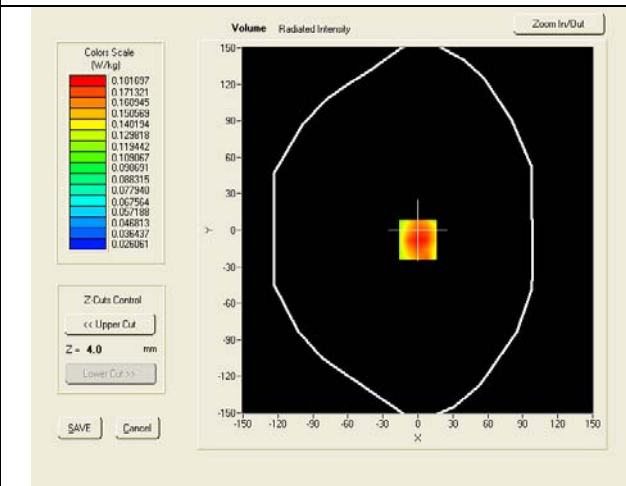 Volume Radiated Intensity
Zoom In/Out
Colors Scale
(W/kg)
0.181697
0.171321
0.160945
0.150569
0.140194
0.129818
0.119442
0.109067
0.098691
0.088315
0.077940
0.067564
0.057188
0.046813
0.036437
0.026061
Z-Cuts Control
<< Upper Cut
Z = 4.0 mm
Lower Cut >>
SAVE Cancel
150
120
90
60
30
0
-30
-60
-90
-120
-150
Y
-150 -120 -90 -60 -30 0 30 60 90 120 150
X